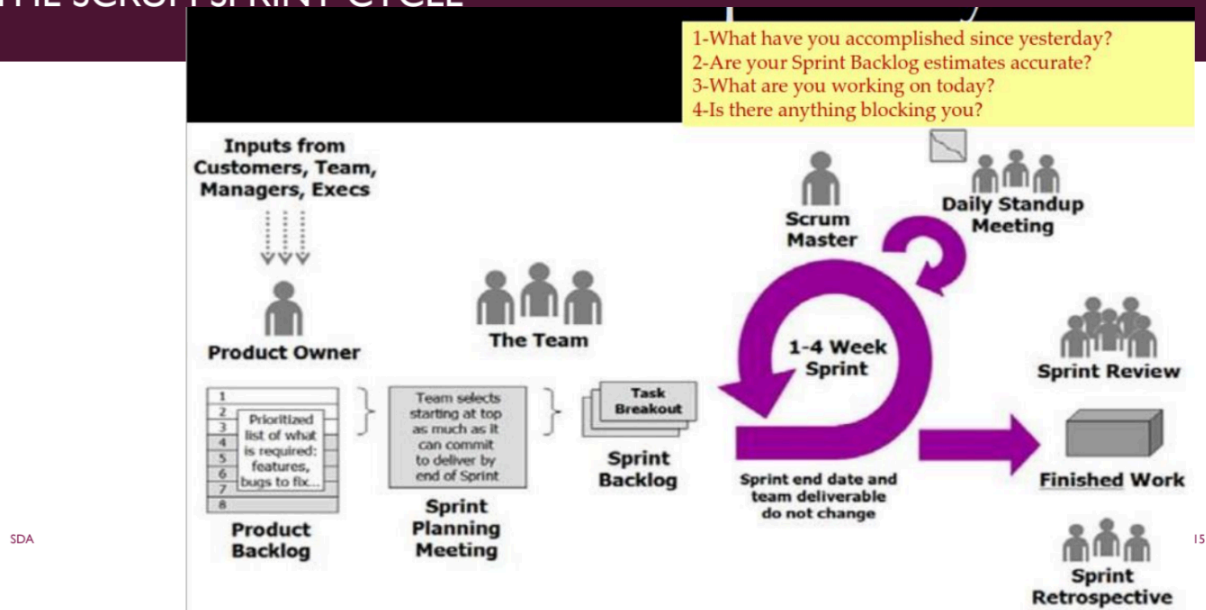 THE SCRUM SPRINT CYCLE
1-What have you accomplished since yesterday?
2-Are your Sprint Backlog estimates accurate?
3-What are you working on today?
4-Is there anything blocking you?
Inputs from
Customers, Team,
Managers, Execs
Product Owner
The Team
Scrum
Master
Daily Standup
Meeting
1
2
3
4
5
6
7
8
Prioritized
list of what
is required:
features,
bugs to fix...
Product
Backlog
Team selects
starting at top
as much as it
can commit
to deliver by
end of Sprint
Sprint
Planning
Meeting
Task
Breakout
Sprint
Backlog
1-4 Week
Sprint
Sprint end date and
team deliverable
do not change
Sprint Review
Finished Work
Sprint
Retrospective
SDA
15